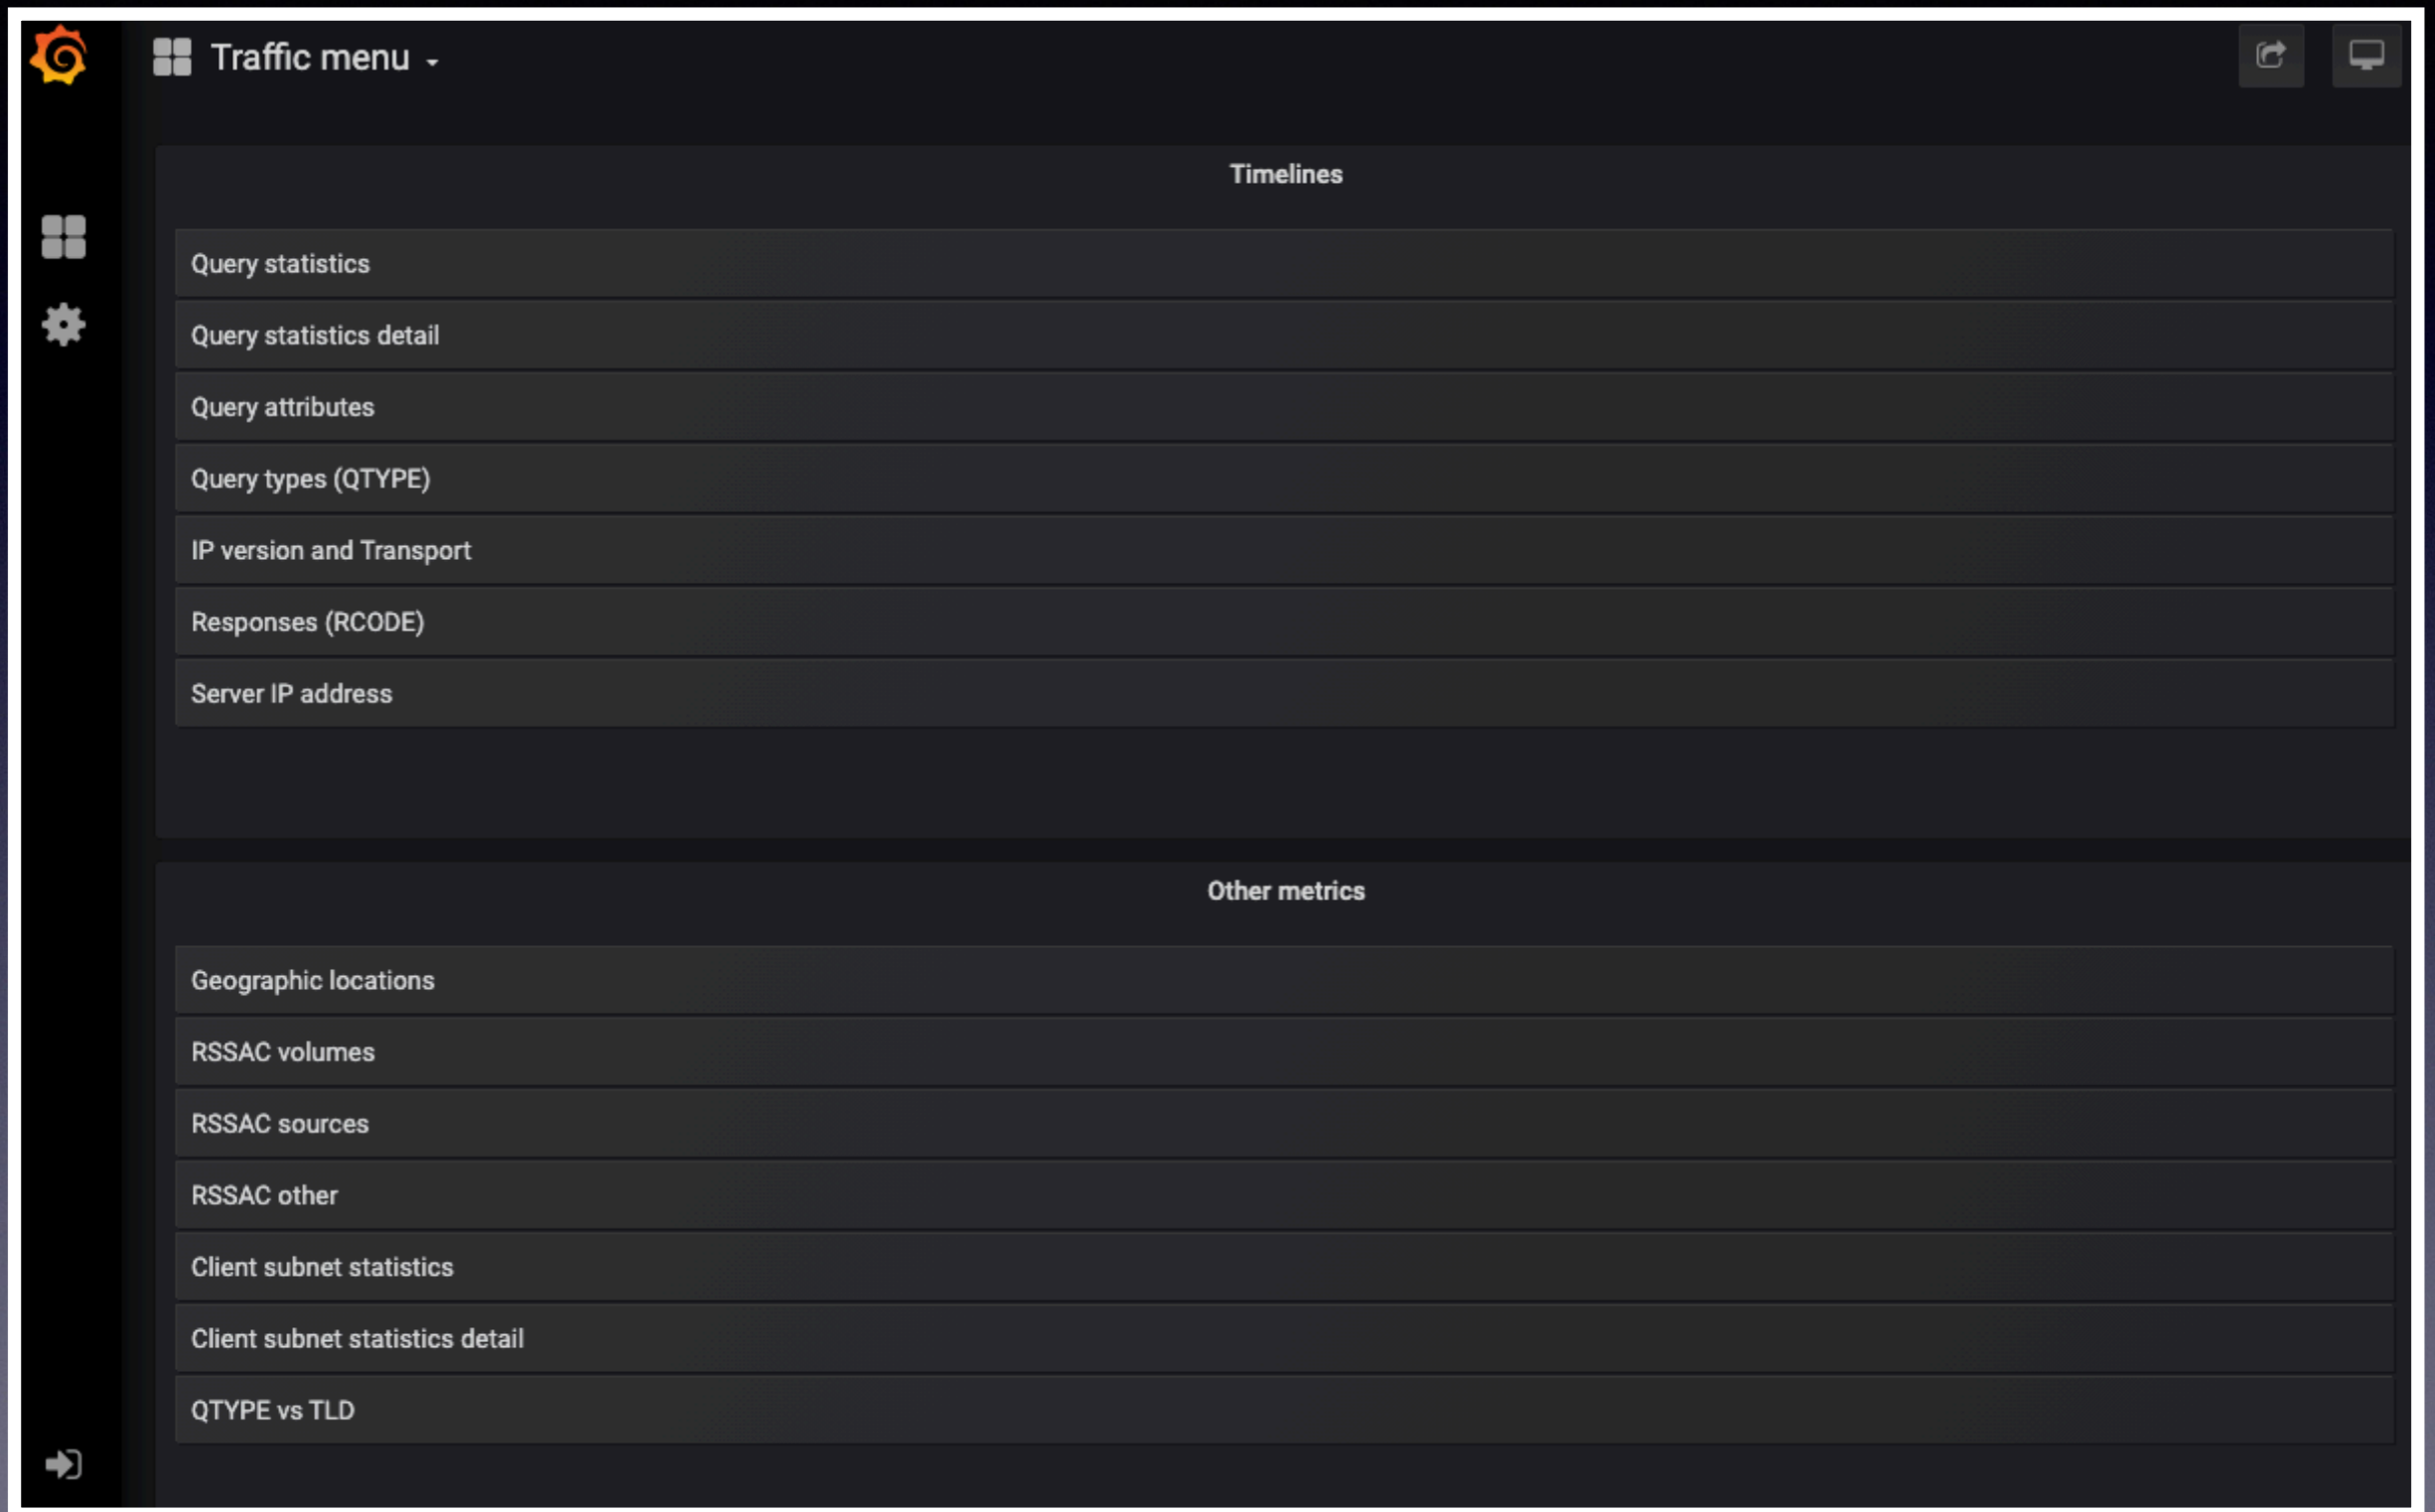 Traffic menu
Timelines
Query statistics
Query statistics detail
Query attributes
Query types (QTYPE)
IP version and Transport
Responses (RCODE)
Server IP address
Other metrics
Geographic locations
RSSAC volumes
RSSAC sources
RSSAC other
Client subnet statistics
Client subnet statistics detail
QTYPE vs TLD